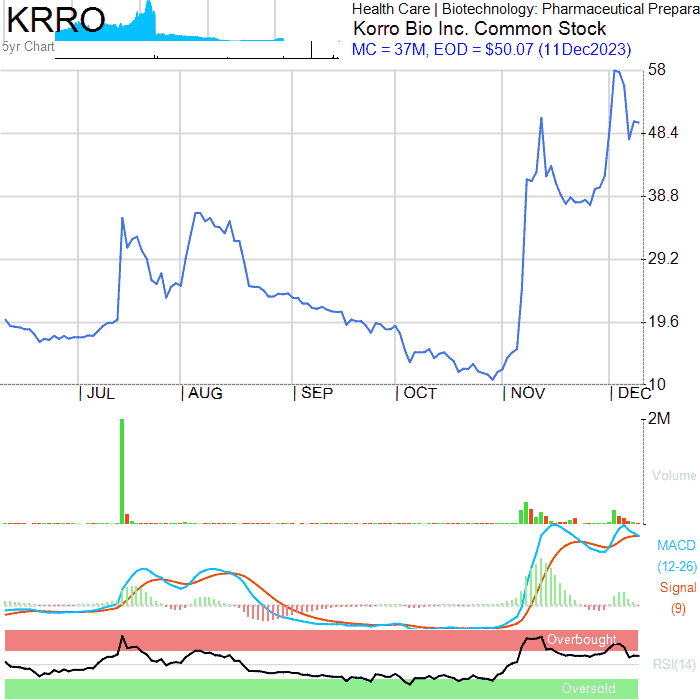 KRRO
Health Care | Biotechnology: Pharmaceutical Prepara
Korro Bio Inc. Common Stock
5yr Chart
MC = 37M, EOD = $50.07 (11Dec2023)
58
48.4
38.8
29.2
19.6
10
JUL
AUG
SEP
OCT
NOV
DEC
2M
Volume
MACD
(12-26)
Signal
(9)
Overbought
RSI(14)
Oversold